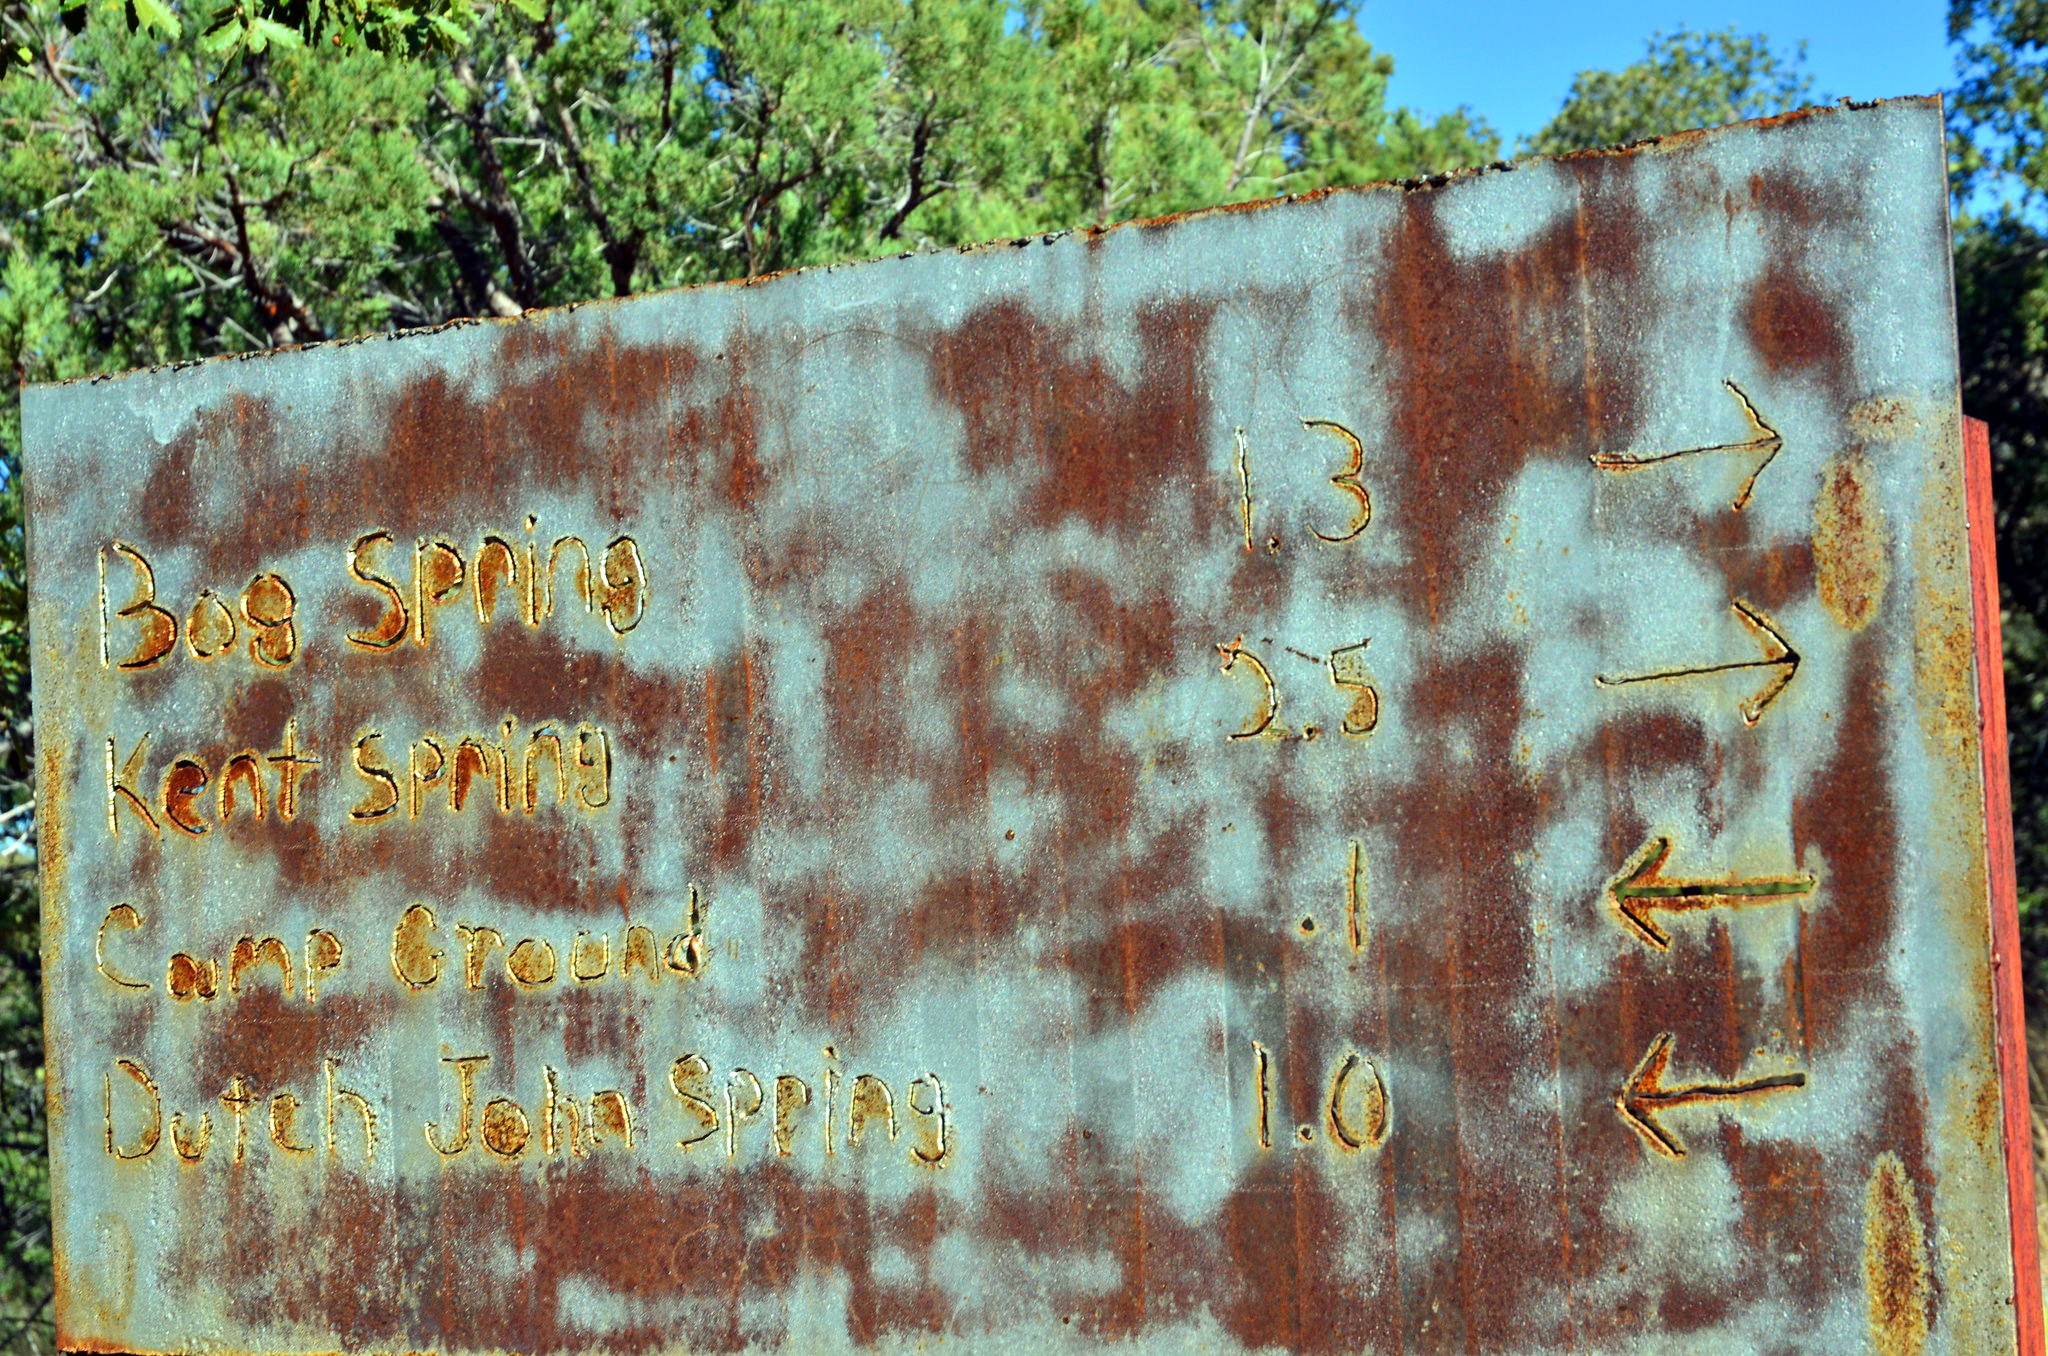 Bog Spring 1.3 →
Kent Spring 2.5 →
Camp Ground .1 ←
Dutch John Spring 1.0 ←